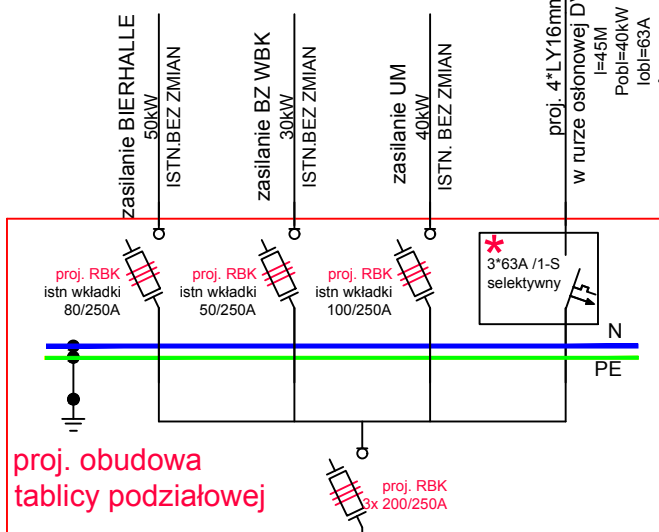 zasilanie BIERHALLE
50kW
ISTN.BEZ ZMIAN
zasilanie BZ WBK
30kW
ISTN.BEZ ZMIAN
zasilanie UM
40kW
ISTN. BEZ ZMIAN
proj. 4*LY16mm
w rurze osłonowej
l=45M
Pobl=40kW
Iobl=63A
proj. RBK
istn wkładki
80/250A
proj. RBK
istn wkładki
50/250A
proj. RBK
istn wkładki
100/250A
*
3*63A /1-S
selektywny
N
PE
proj. obudowa
tablicy podziałowej
proj. RBK
3x 200/250A